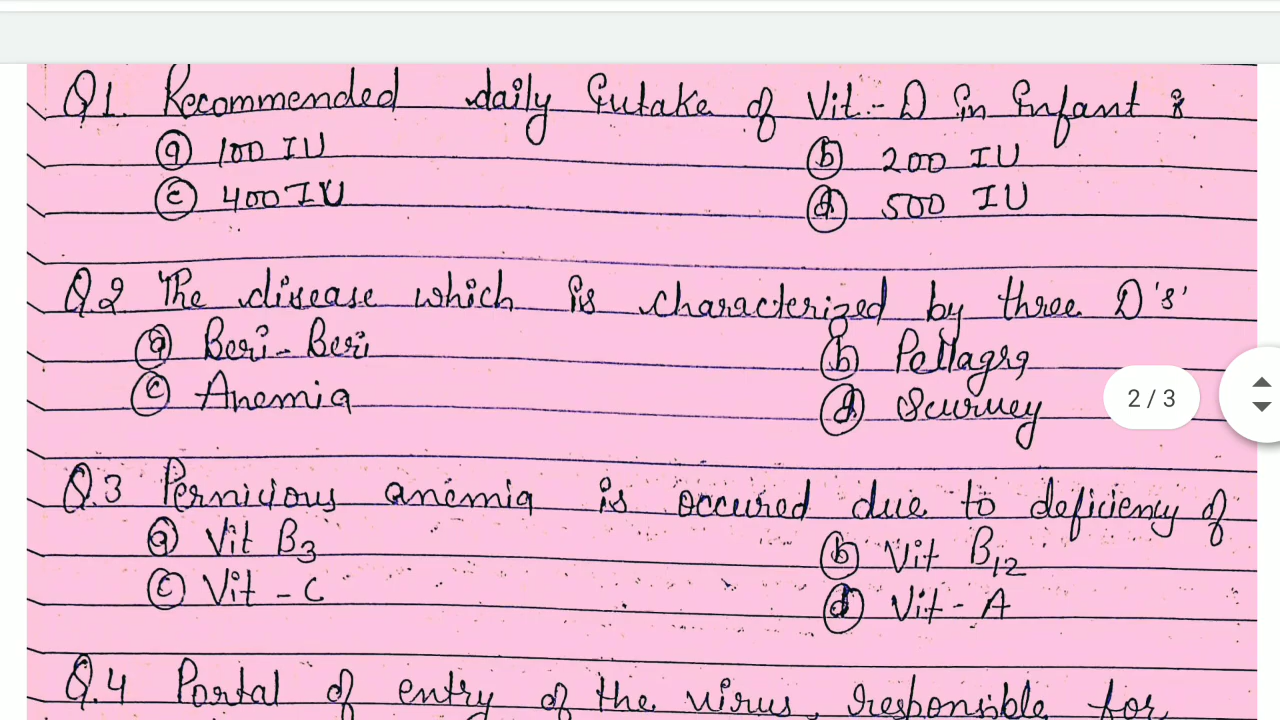 Q1. Recommended daily Intake of Vit:- D in Infant is
(a) 100 IU (b) 200 IU
(c) 400 IU (d) 500 IU
Q.2 The disease which is characterized by three D's'
(a) Beri-Beri (b) Pellagra
(c) Anemia (d) Scurvey
2/3
Q.3 Pernicious anemia is occured due to deficiency of
(a) Vit B3 (b) Vit B12
(c) Vit - C (d) Vit - A
Q.4 Portal of entry of the virus, responsible for